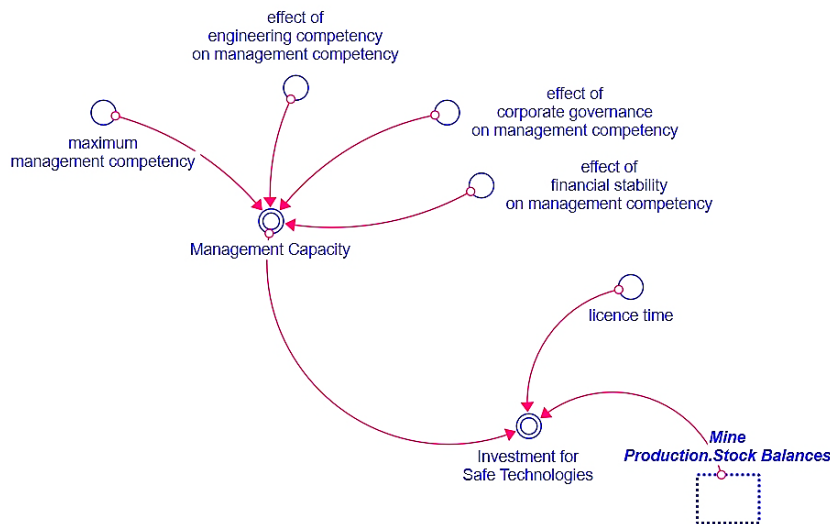 effect of
engineering competency
on management competency
effect of
corporate governance
on management competency
maximum
management competency
effect of
financial stability
on management competency
Management Capacity
licence time
Mine
Production.Stock Balances
Investment for
Safe Technologies